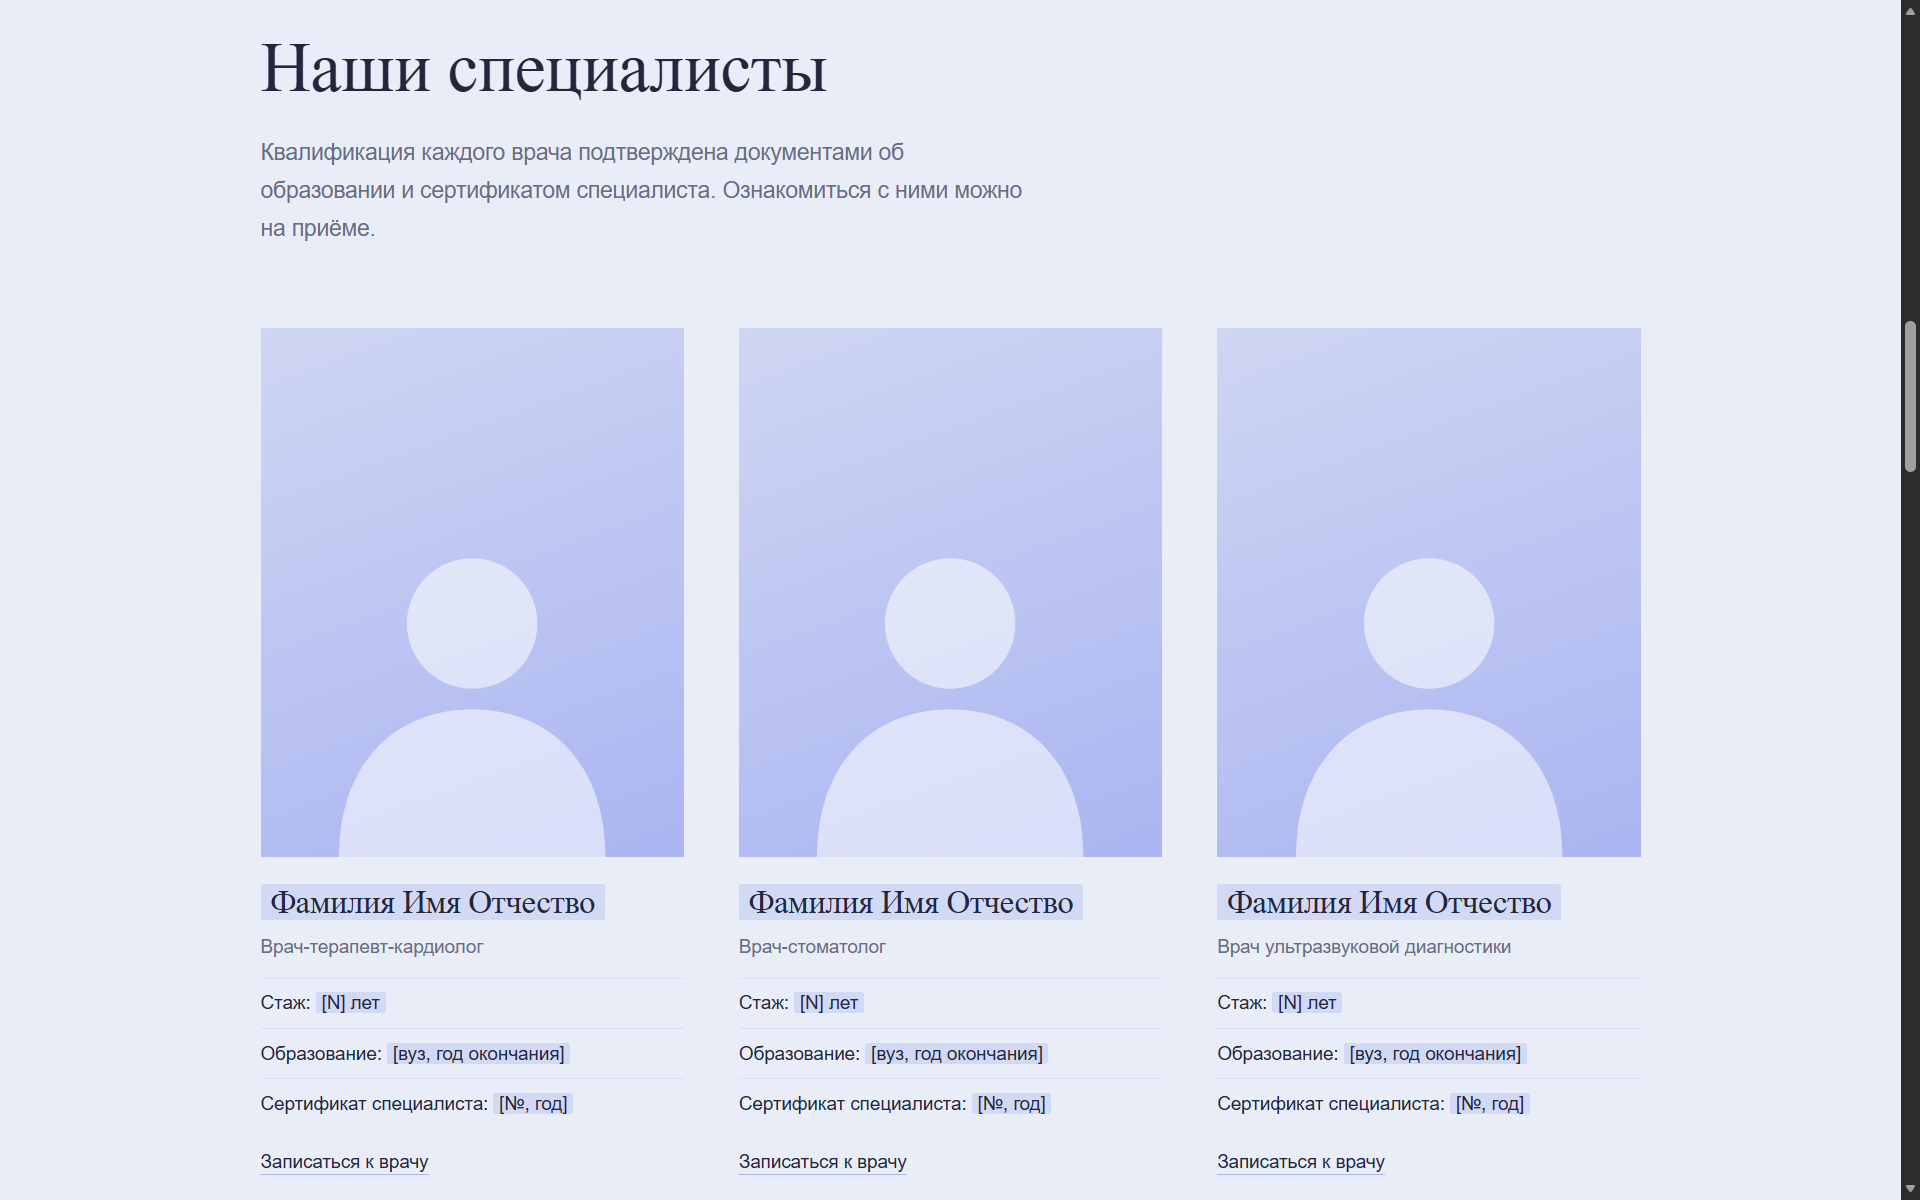 Наши специалисты
Квалификация каждого врача подтверждена документами об
образовании и сертификатом специалиста. Ознакомиться с ними можно
на приёме.
Фамилия Имя Отчество
Врач-терапевт-кардиолог
Стаж: [N] лет
Образование: [вуз, год окончания]
Сертификат специалиста: [№, год]
Записаться к врачу
Фамилия Имя Отчество
Врач-стоматолог
Стаж: [N] лет
Образование: [вуз, год окончания]
Сертификат специалиста: [№, год]
Записаться к врачу
Фамилия Имя Отчество
Врач ультразвуковой диагностики
Стаж: [N] лет
Образование: [вуз, год окончания]
Сертификат специалиста: [№, год]
Записаться к врачу